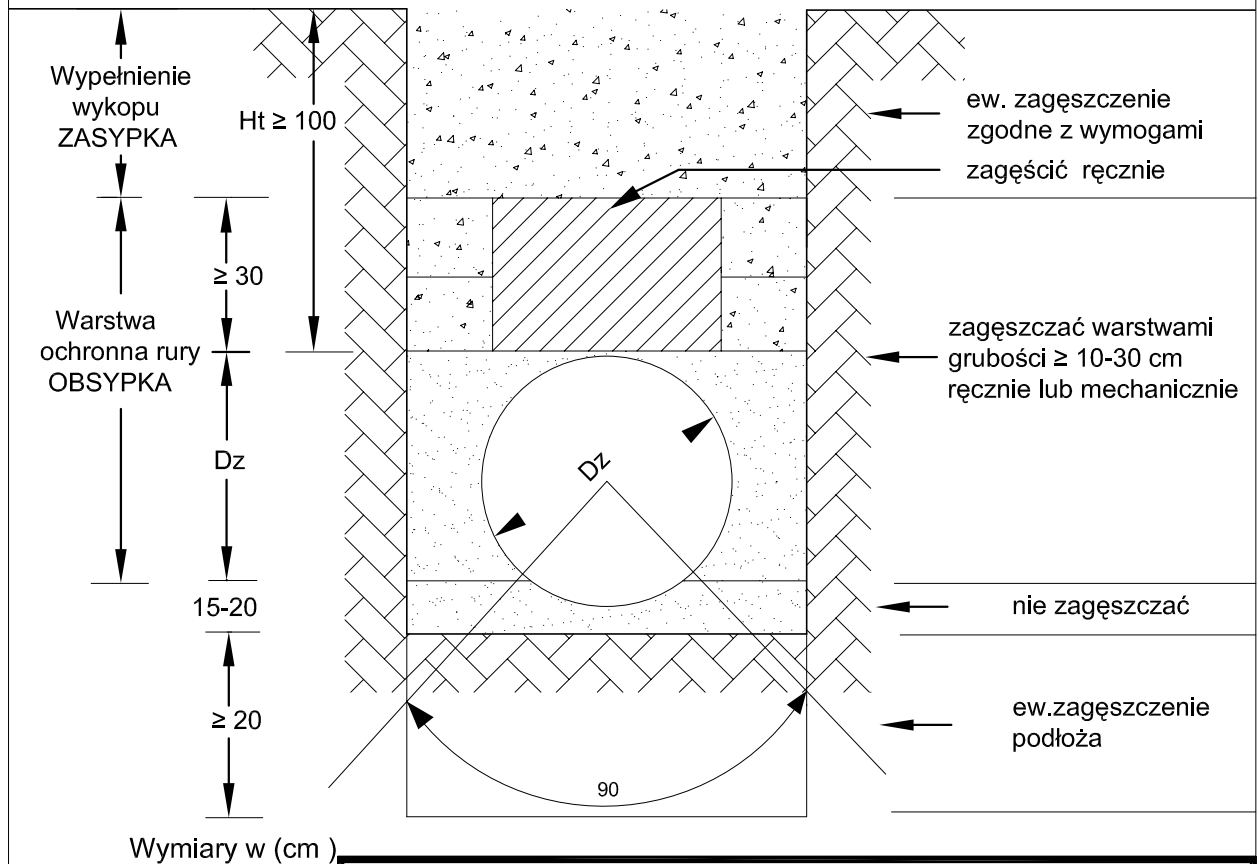 Wypełnienie
wykopu
ZASYPKA
Ht ≥ 100
ew. zagęszczenie
zgodne z wymogami
zagęścić ręcznie
≥ 30
Warstwa
ochronna rury
OBSYPKA
zagęszczać warstwami
grubości ≥ 10-30 cm
ręcznie lub mechanicznie
Dz
Dz
15-20
nie zagęszczać
≥ 20
ew.zagęszczenie
podłoża
90
Wymiary w (cm )